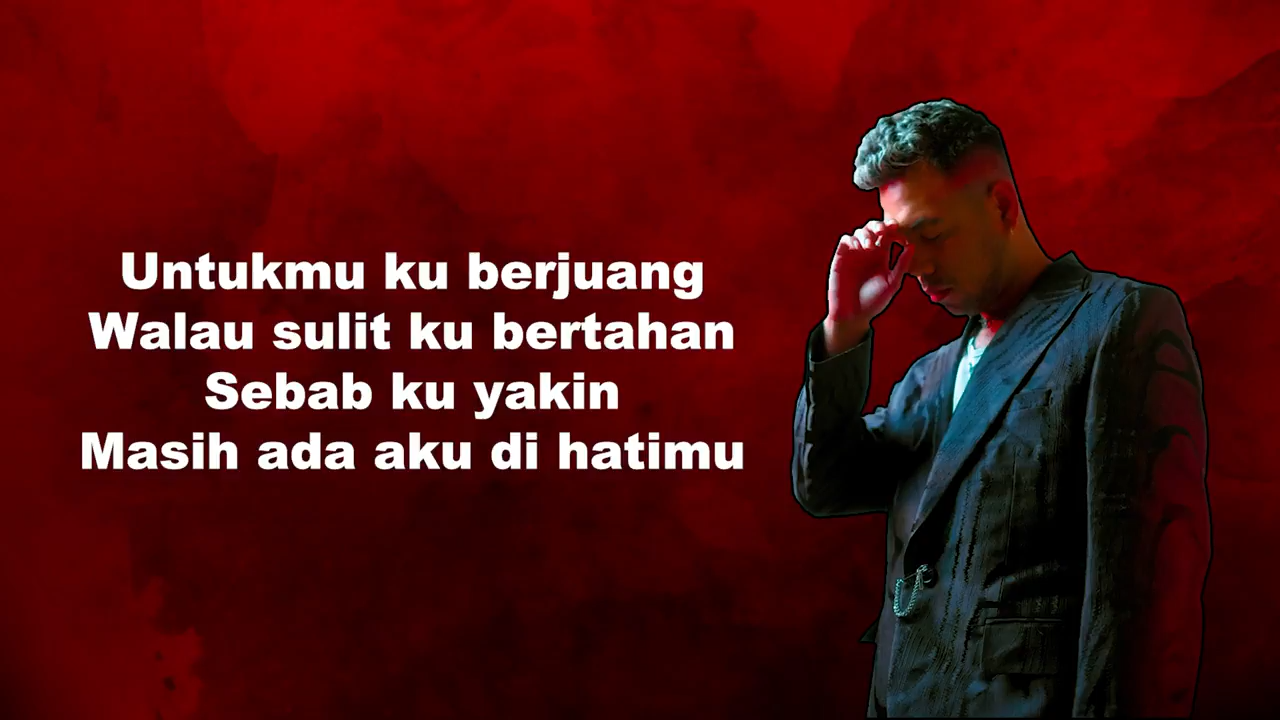 Untukmu ku berjuang
Walau sulit ku bertahan
Sebab ku yakin
Masih ada aku di hatimu